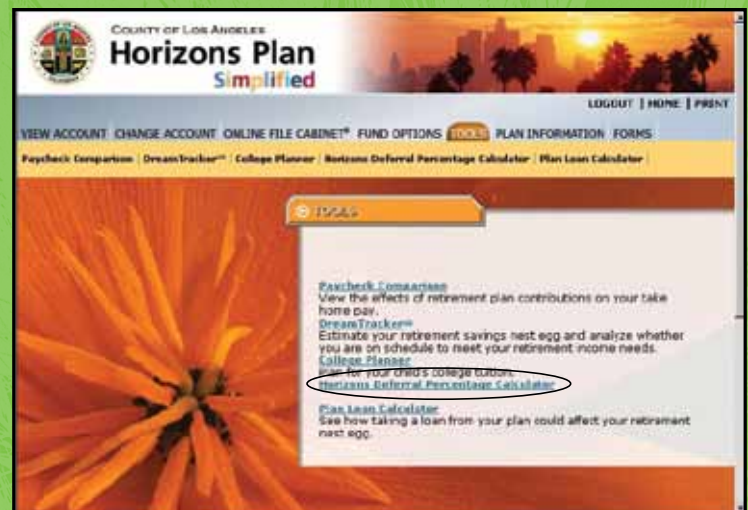 COUNTY OF LOS ANGELES
Horizons Plan
Simplified
LOGOUT | HOME | PRINT
VIEW ACCOUNT CHANGE ACCOUNT ONLINE FILE CABINET® FUND OPTIONS TOOLS PLAN INFORMATION FORMS
Paycheck Comparison | DreamTracker℠ | College Planner | Horizons Deferral Percentage Calculator | Plan Loan Calculator |
TOOLS
Paycheck Comparison
View the effects of retirement plan contributions on your take
home pay.
DreamTracker℠
Estimate your retirement savings nest egg and analyze whether
you are on schedule to meet your retirement income needs.
College Planner
Plan for your child's college tuition.
Horizons Deferral Percentage Calculator
Plan Loan Calculator
See how taking a loan from your plan could affect your retirement
nest egg.